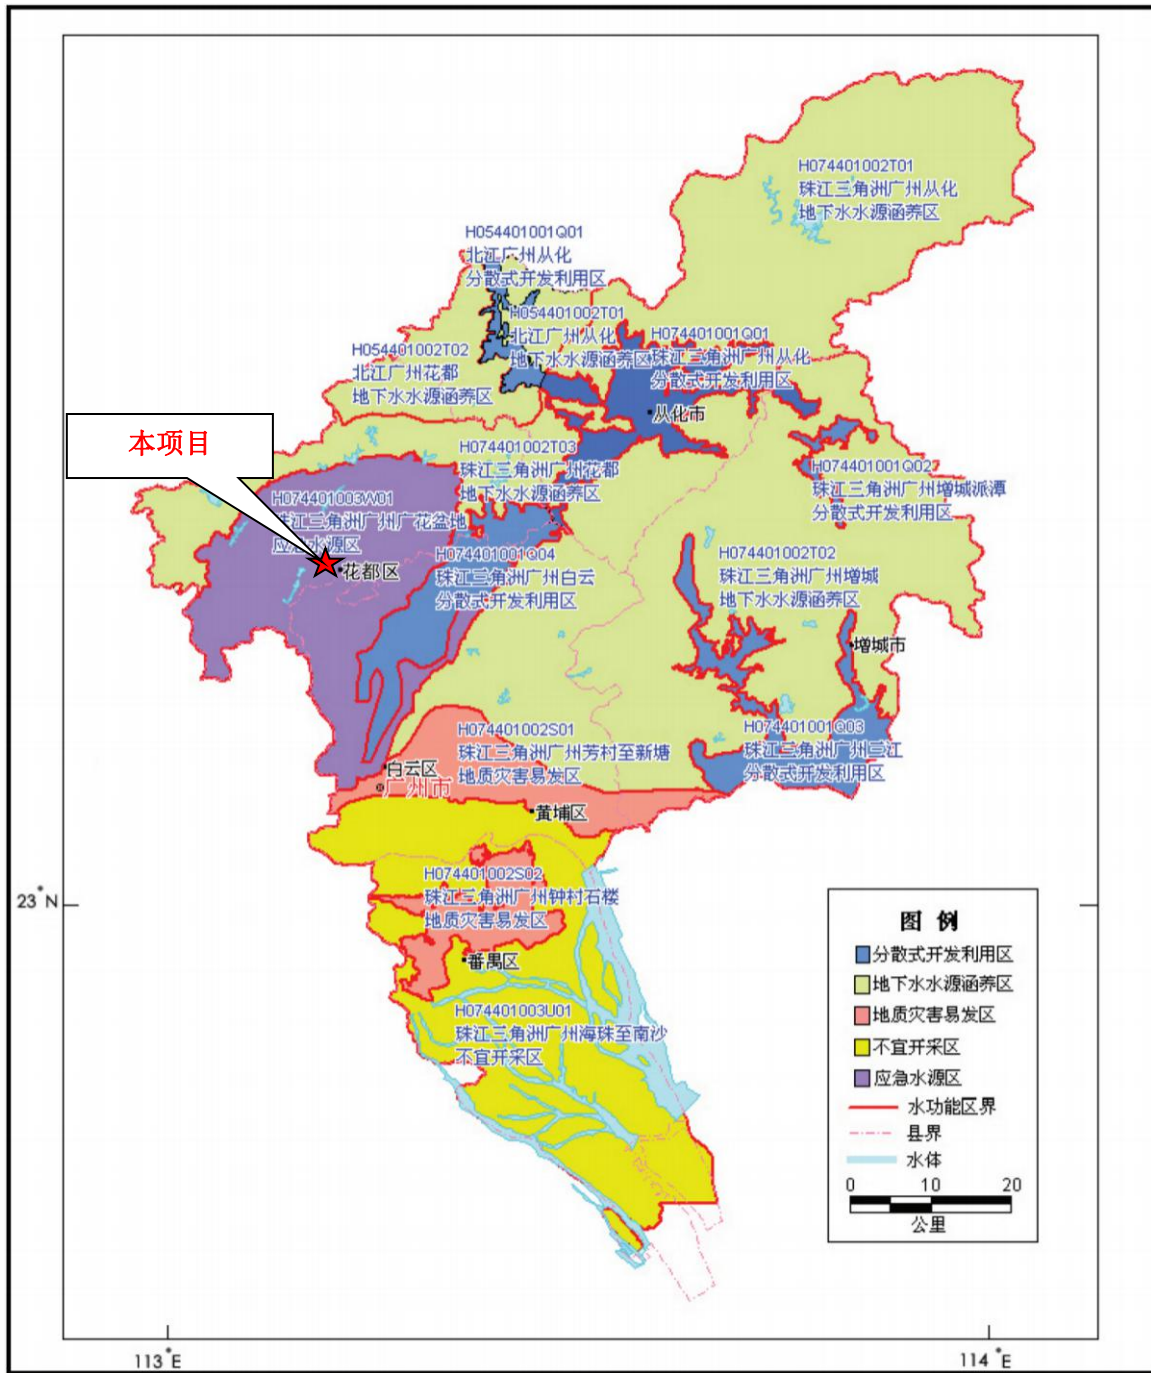 H074401002T01
珠江三角洲广州从化
地下水水源涵养区
H054401001Q01
北江广州从化
分散式开发利用区
H054401002T01
北江广州从化
地下水水源涵养区
H074401001Q01
珠江三角洲广州从化
分散式开发利用区
H054401002T02
北江广州花都
地下水水源涵养区
从化市
本项目
H074401002T03
珠江三角洲广州花都
地下水水源涵养区
H074401001Q02
珠江三角洲广州增城派潭
分散式开发利用区
H074401003W01
珠江三角洲广州广花盆地
应急水源区
花都区
H074401001Q04
珠江三角洲广州白云
分散式开发利用区
H074401002T02
珠江三角洲广州增城
地下水水源涵养区
增城市
H074401002S01
珠江三角洲广州芳村至新塘
地质灾害易发区
H074401001Q03
珠江三角洲广州三江
分散式开发利用区
白云区
广州市
黄埔区
H074401002S02
珠江三角洲广州钟村石楼
地质灾害易发区
番禺区
H074401003U01
珠江三角洲广州海珠至南沙
不宜开采区
23°N
图 例
分散式开发利用区
地下水水源涵养区
地质灾害易发区
不宜开采区
应急水源区
水功能区界
县界
水体
0 10 20
公里
113°E
114°E